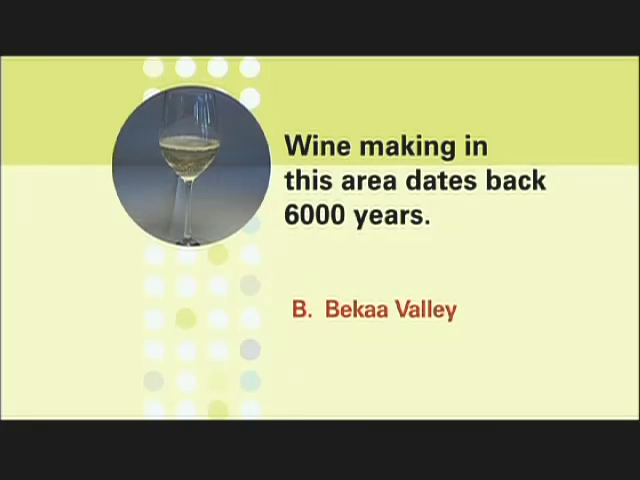 Wine making in
this area dates back
6000 years.
B. Bekaa Valley